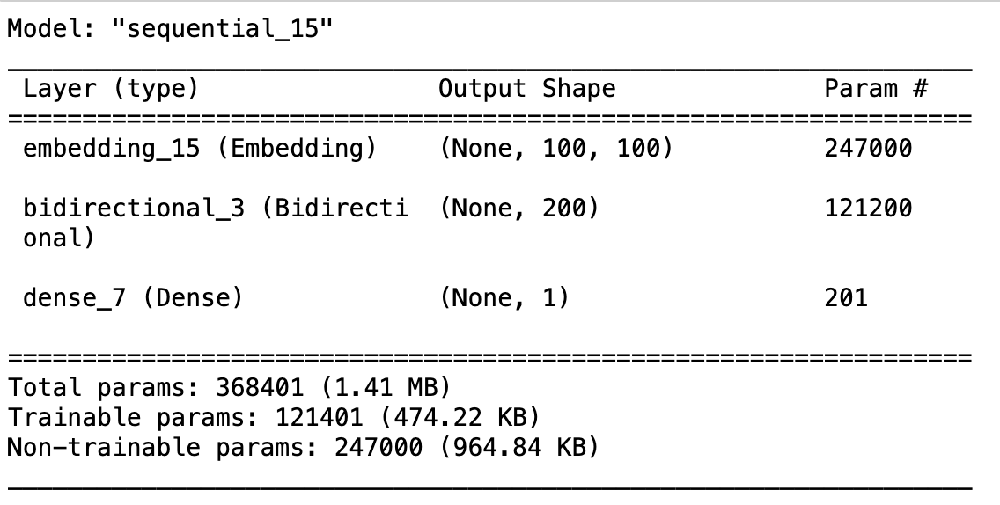 Model: "sequential_15"
Layer (type) Output Shape Param #
embedding_15 (Embedding) (None, 100, 100) 247000
bidirectional_3 (Bidirecti (None, 200) 121200
onal)
dense_7 (Dense) (None, 1) 201
Total params: 368401 (1.41 MB)
Trainable params: 121401 (474.22 KB)
Non-trainable params: 247000 (964.84 KB)